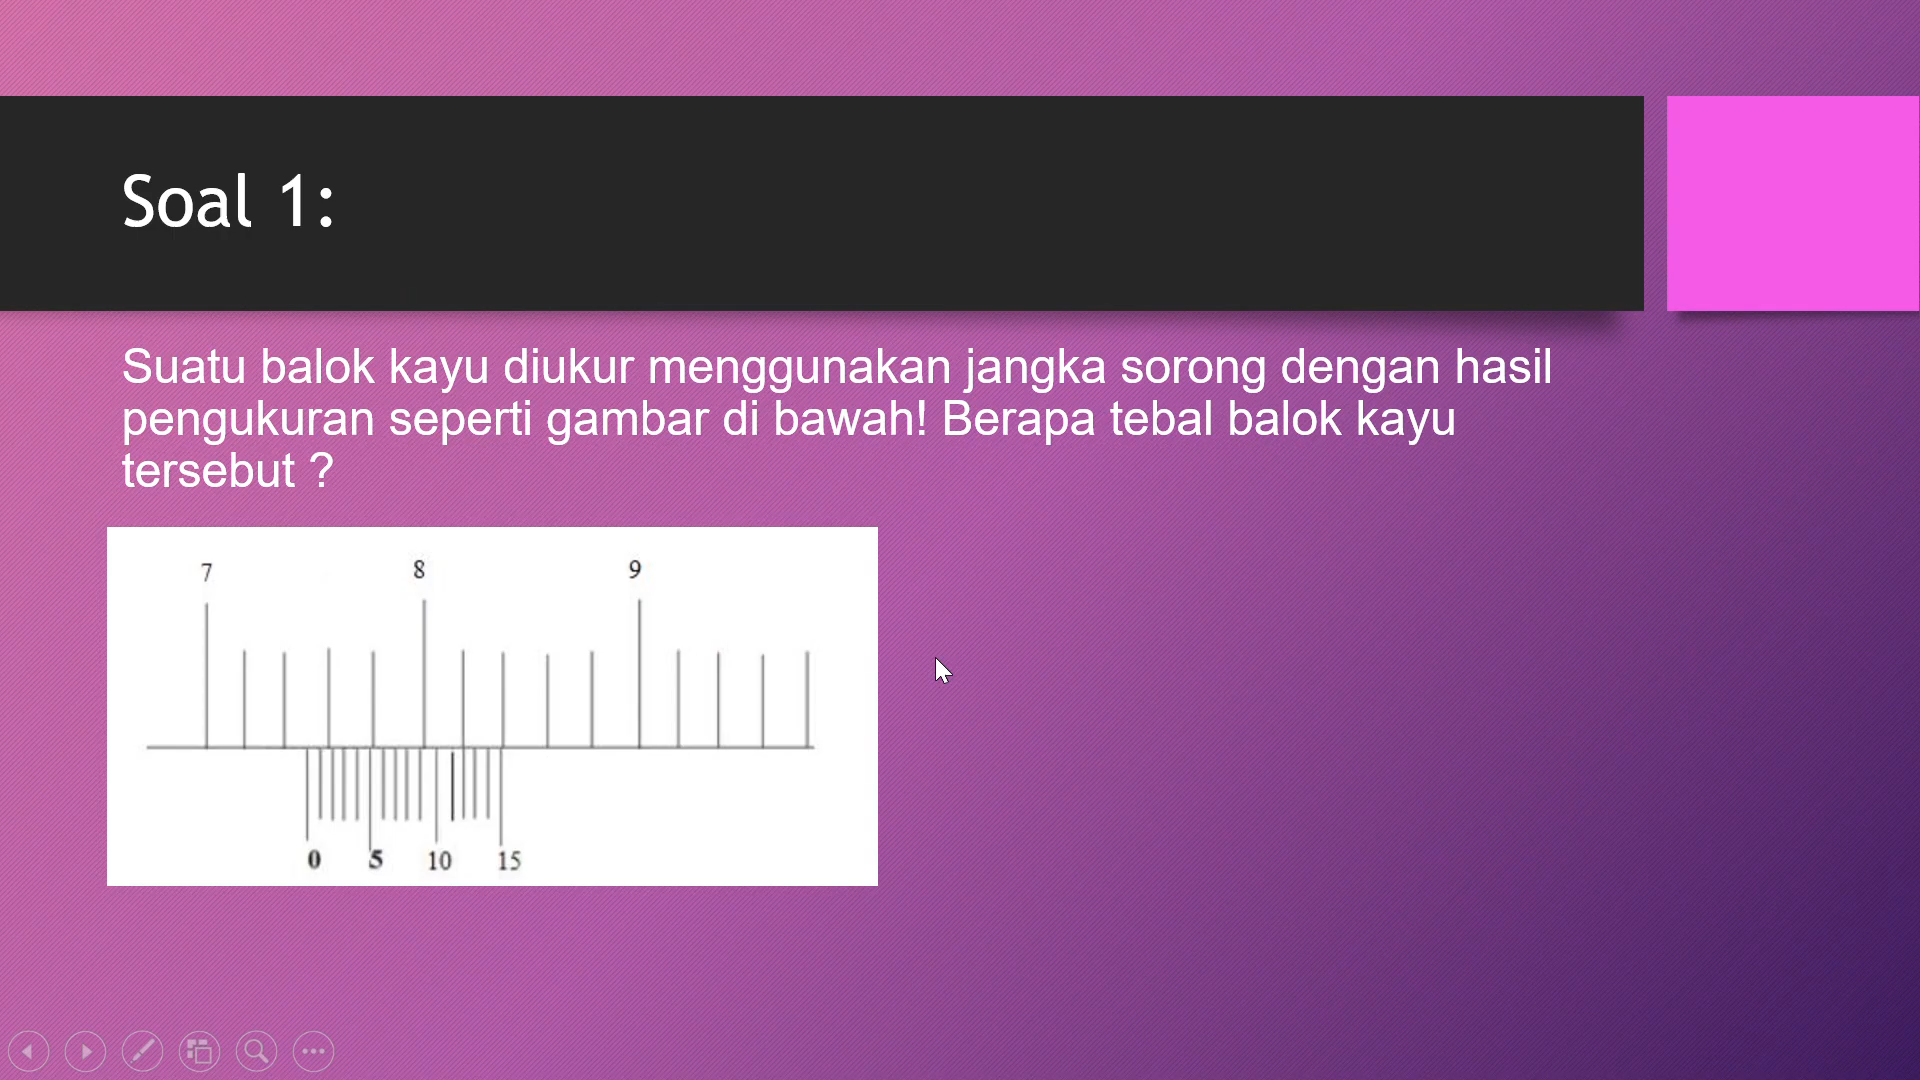 Soal 1:
Suatu balok kayu diukur menggunakan jangka sorong dengan hasil
pengukuran seperti gambar di bawah! Berapa tebal balok kayu
tersebut ?
7 8 9
0 5 10 15